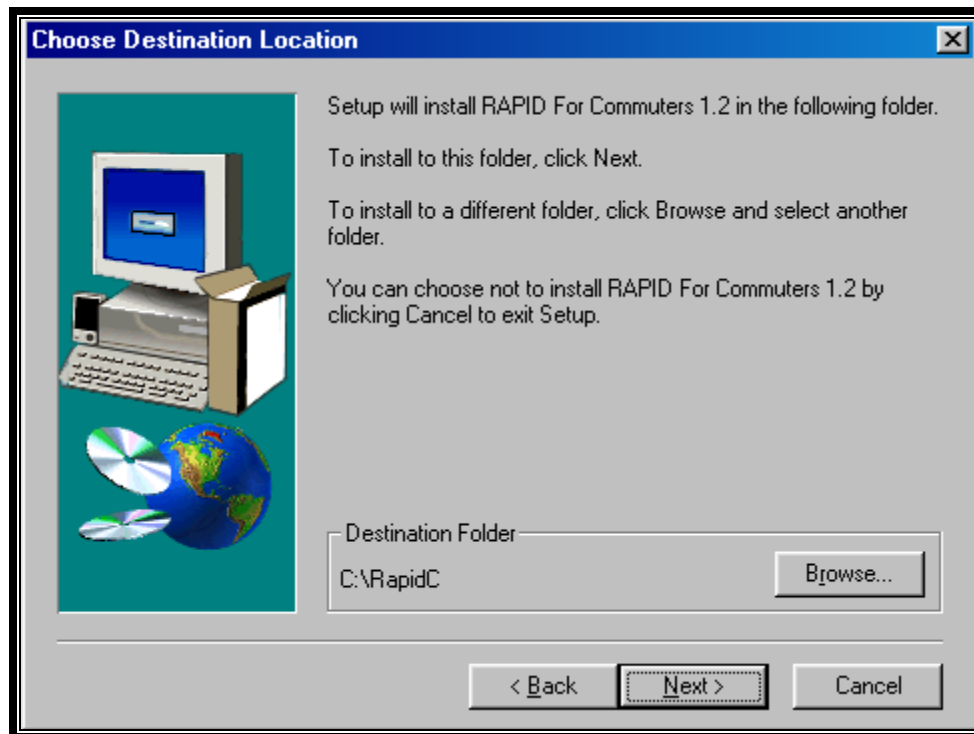 Choose Destination Location
Setup will install RAPID For Commuters 1.2 in the following folder.
To install to this folder, click Next.
To install to a different folder, click Browse and select another
folder.
You can choose not to install RAPID For Commuters 1.2 by
clicking Cancel to exit Setup.
Destination Folder
C:\RapidC
Browse...
< Back
Next >
Cancel